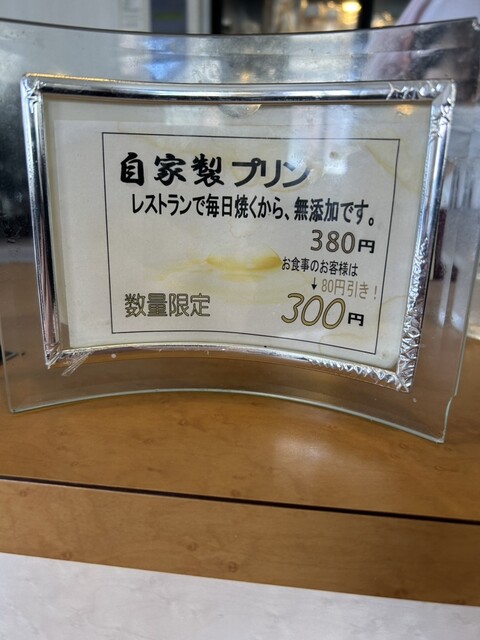 自家製プリン
レストランで毎日焼くから、無添加です。
380円
お食事のお客様は
↓80円引き!
数量限定 300円